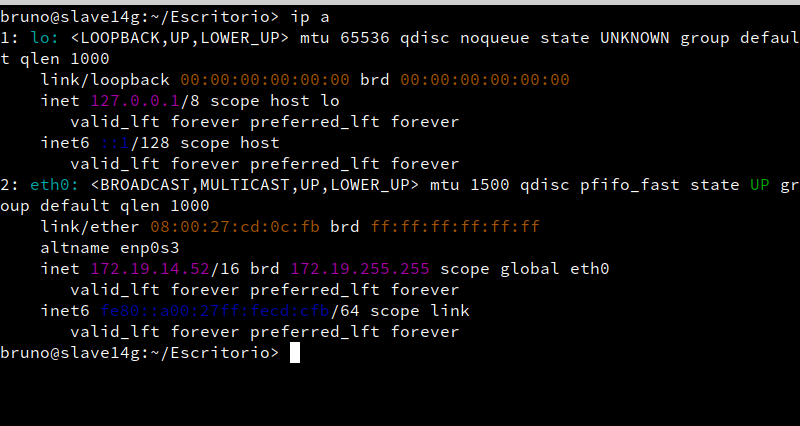 bruno@slave14g:~/Escritorio> ip a
1: lo: <LOOPBACK,UP,LOWER_UP> mtu 65536 qdisc noqueue state UNKNOWN group defaul
t qlen 1000
    link/loopback 00:00:00:00:00:00 brd 00:00:00:00:00:00
    inet 127.0.0.1/8 scope host lo
       valid_lft forever preferred_lft forever
    inet6 ::1/128 scope host
       valid_lft forever preferred_lft forever
2: eth0: <BROADCAST,MULTICAST,UP,LOWER_UP> mtu 1500 qdisc pfifo_fast state UP gr
oup default qlen 1000
    link/ether 08:00:27:cd:0c:fb brd ff:ff:ff:ff:ff:ff
    altname enp0s3
    inet 172.19.14.52/16 brd 172.19.255.255 scope global eth0
       valid_lft forever preferred_lft forever
    inet6 fe80::a00:27ff:fecd:cfb/64 scope link
       valid_lft forever preferred_lft forever
bruno@slave14g:~/Escritorio>